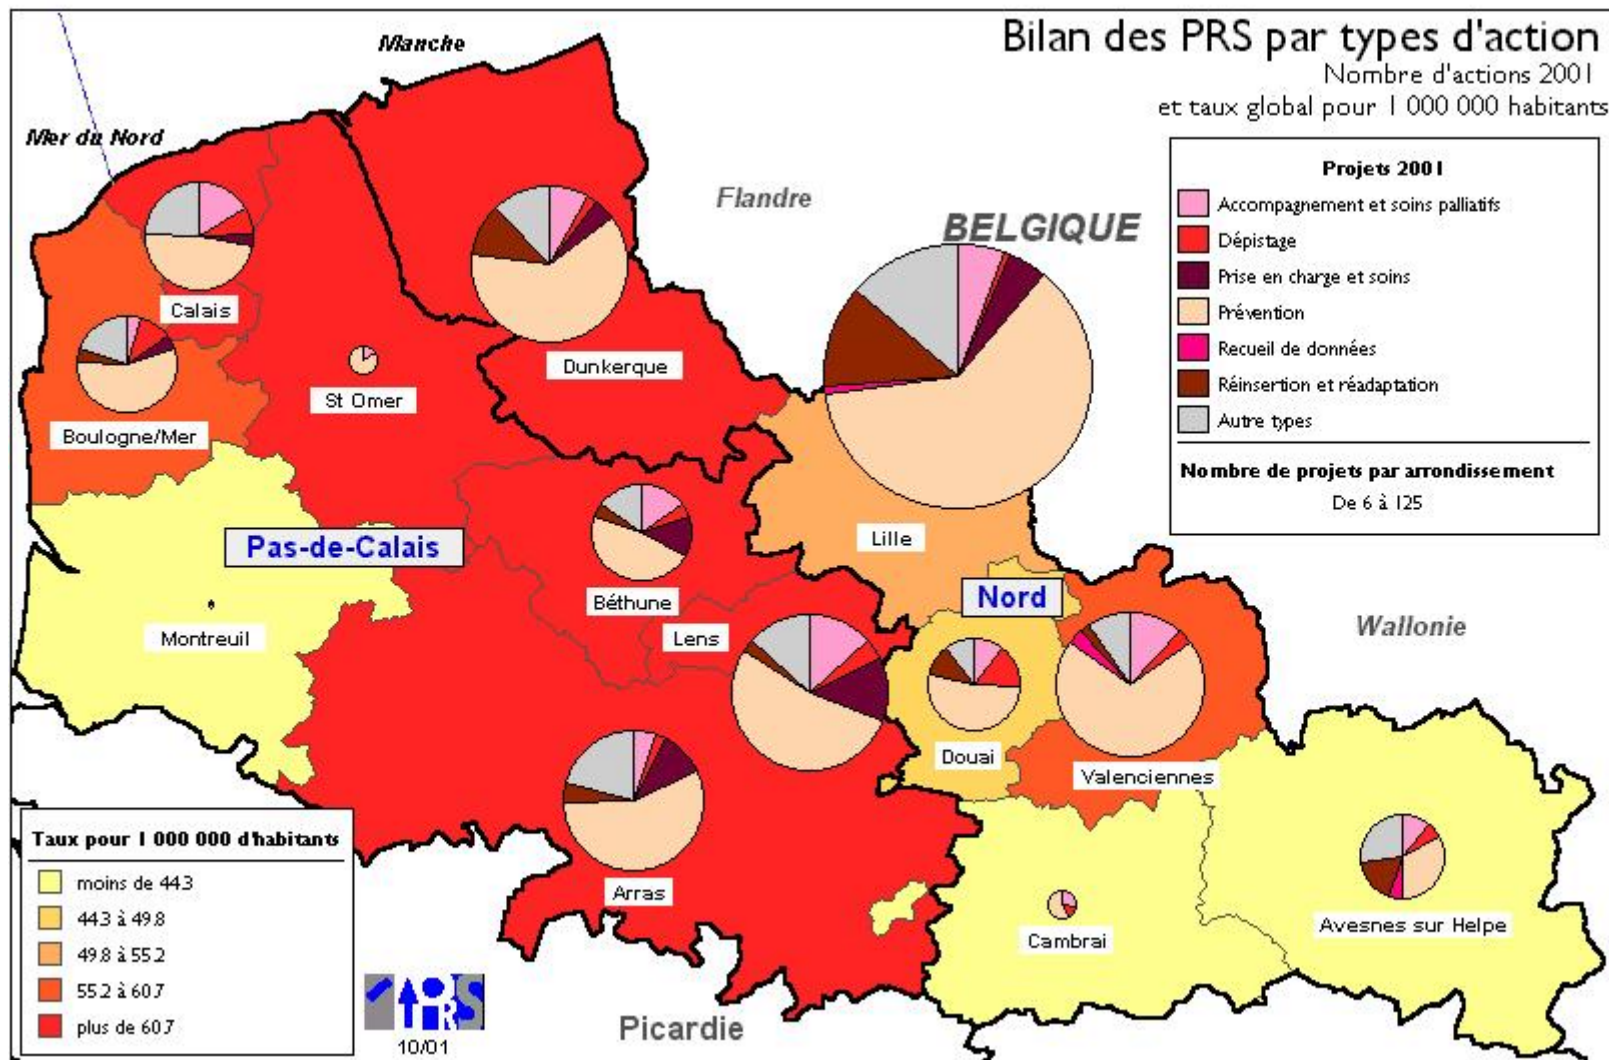 Bilan des PRS par types d'action
Nombre d'actions 2001
et taux global pour 1 000 000 habitants
Manche
Mer du Nord
Flandre
BELGIQUE
Projets 2001
Accompagnement et soins palliatifs
Dépistage
Prise en charge et soins
Prévention
Recueil de données
Réinsertion et réadaptation
Autre types
Nombre de projets par arrondissement
De 6 à 125
Calais
Dunkerque
St Omer
Boulogne/Mer
Lille
Pas-de-Calais
Béthune
Nord
Lens
Montreuil
Wallonie
Douai
Valenciennes
Arras
Cambrai
Avesnes sur Helpe
Taux pour 1 000 000 d'habitants
moins de 44.3
44.3 à 49.8
49.8 à 55.2
55.2 à 60.7
plus de 60.7
10/01
Picardie